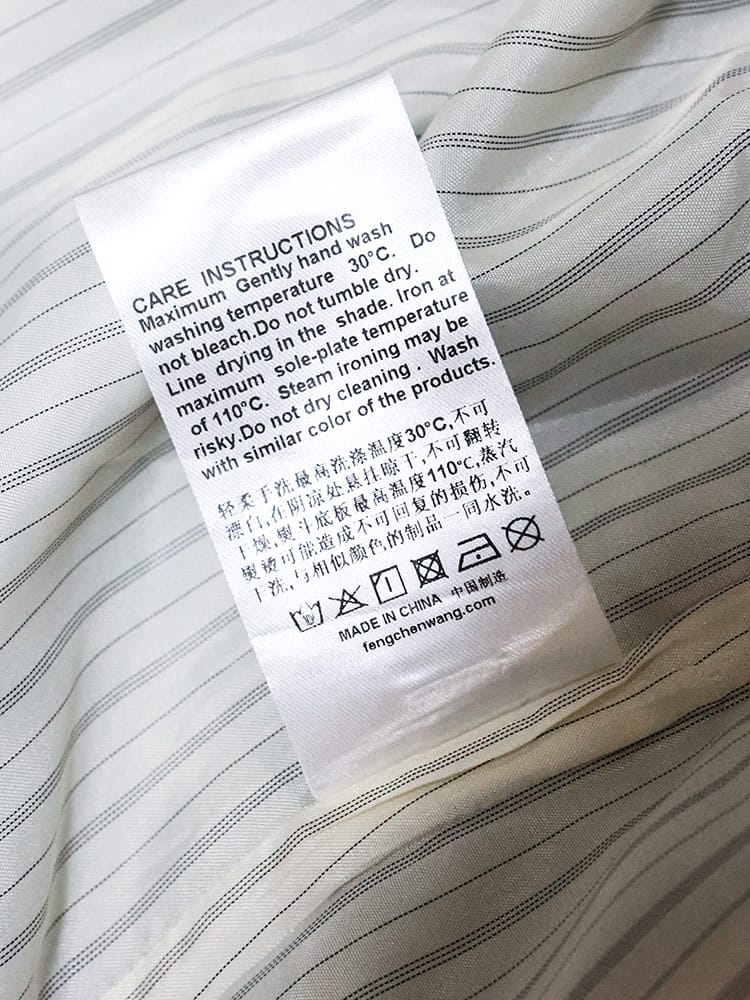 CARE INSTRUCTIONS
Maximum Gently hand wash
washing temperature 30°C. Do
not bleach.Do not tumble dry.
Line drying in the shade. Iron at
maximum sole-plate temperature
of 110°C. Steam ironing may be
risky.Do not dry cleaning . Wash
with similar color of the products.
轻柔手洗最高洗涤温度30°C,不可
漂白,在阴凉处悬挂晾干,不可翻转
干燥,熨斗底板最高温度110°C,蒸汽
熨烫可能造成不可回复的损伤,不可
干洗,与相似颜色的制品一同水洗。
MADE IN CHINA 中国制造
fengchenwang.com